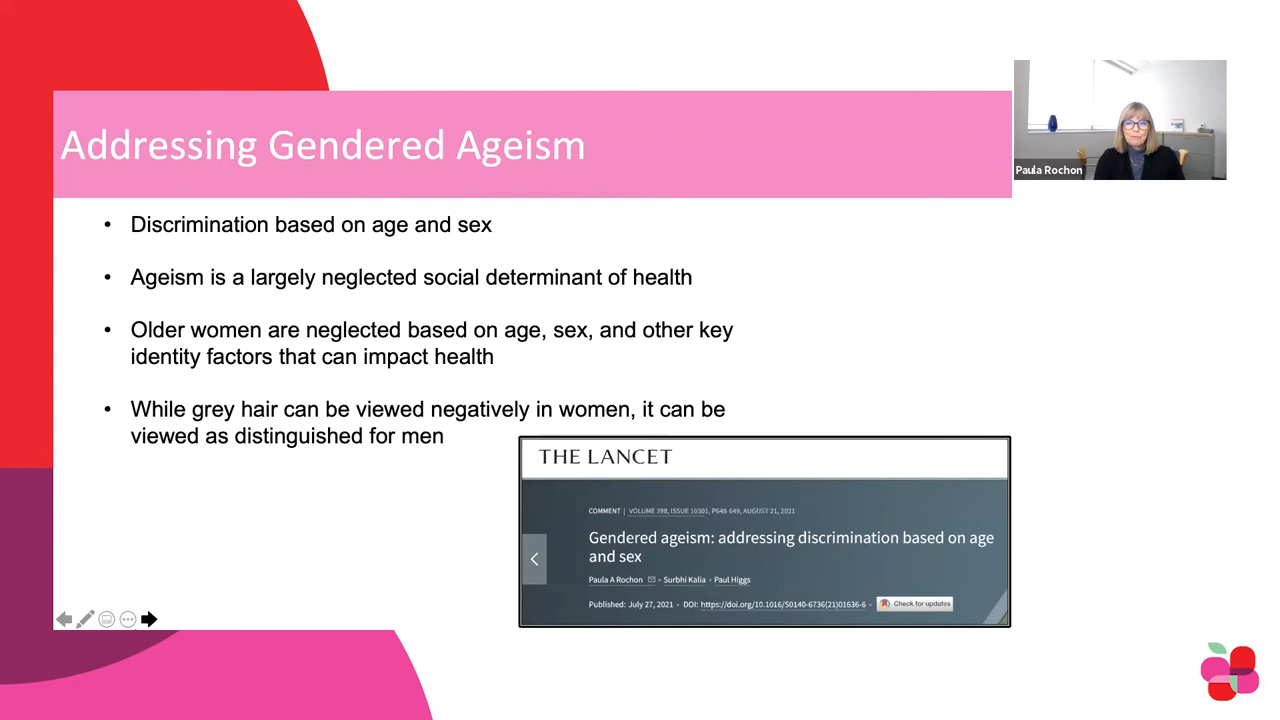 Addressing Gendered Ageism
Paula Rochon
• Discrimination based on age and sex
• Ageism is a largely neglected social determinant of health
• Older women are neglected based on age, sex, and other key
identity factors that can impact health
• While grey hair can be viewed negatively in women, it can be
viewed as distinguished for men
THE LANCET
COMMENT | VOLUME 398, ISSUE 10301, P648-649, AUGUST 21, 2021
Gendered ageism: addressing discrimination based on age
and sex
Paula A Rochon • Surbhi Kalia • Paul Higgs
Published: July 27, 2021 • DOI: https://doi.org/10.1016/S0140-6736(21)01636-6 • Check for updates